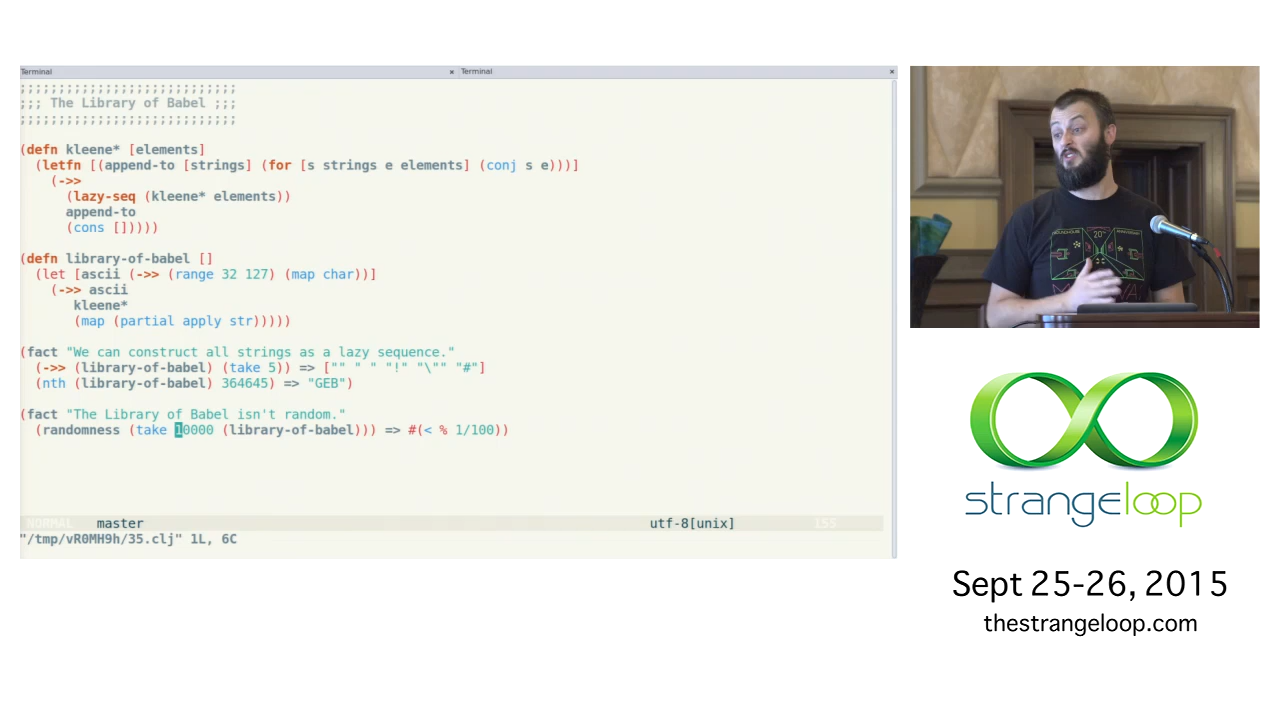 Terminal × Terminal ×
;;;;;;;;;;;;;;;;;;;;;;;;;;;;
;;; The Library of Babel ;;;
;;;;;;;;;;;;;;;;;;;;;;;;;;;;
(defn kleene* [elements]
(letfn [(append-to [strings] (for [s strings e elements] (conj s e)))]
(->>
(lazy-seq (kleene* elements))
append-to
(cons []))))
(defn library-of-babel []
(let [ascii (->> (range 32 127) (map char))]
(->> ascii
kleene*
(map (partial apply str)))))
(fact "We can construct all strings as a lazy sequence."
(->> (library-of-babel) (take 5)) => ["" " " "!" "\"" "#"]
(nth (library-of-babel) 364645) => "GEB")
(fact "The Library of Babel isn't random."
(randomness (take 10000 (library-of-babel))) => #(< % 1/100))
NORMAL master utf-8[unix] 155
"/tmp/vR0MH9h/35.clj" 1L, 6C
20th
strangeloop
Sept 25-26, 2015
thestrangeloop.com